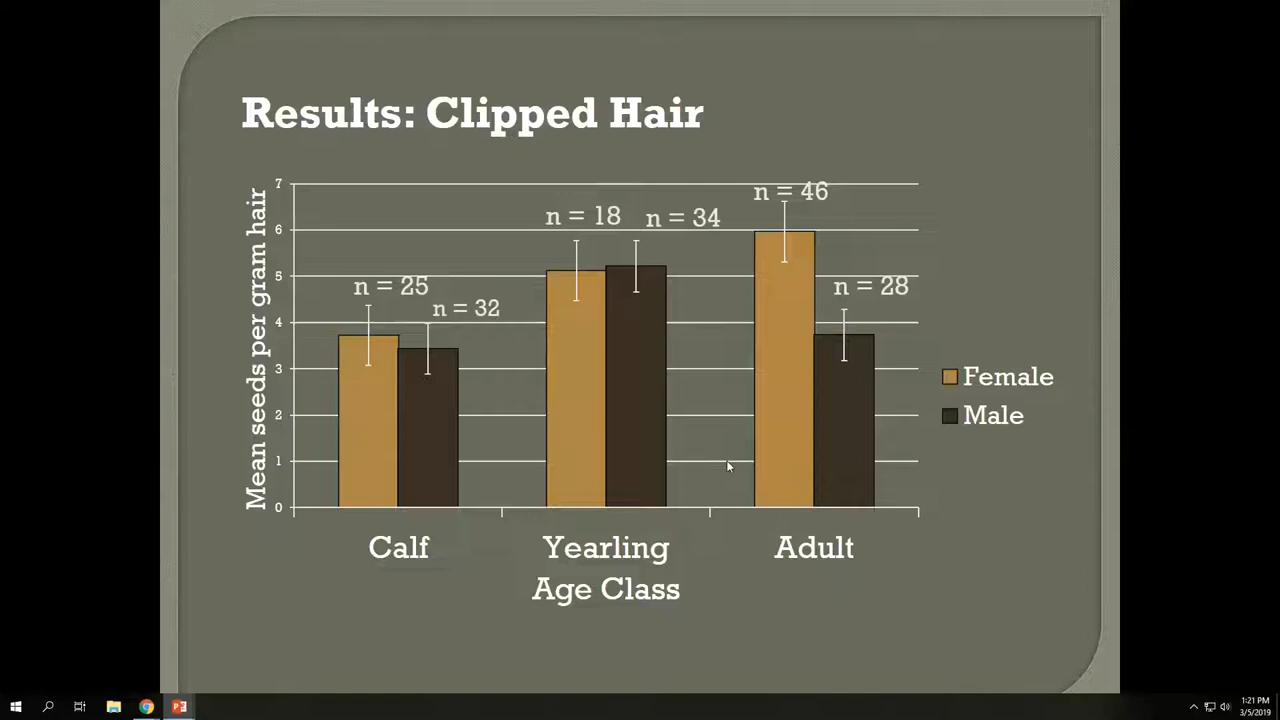 Results: Clipped Hair
Mean seeds per gram hair
7
6
5
4
3
2
1
0
n = 25
n = 32
n = 18
n = 34
n = 46
n = 28
Female
Male
Calf
Yearling
Adult
Age Class
1:21 PM
3/5/2019